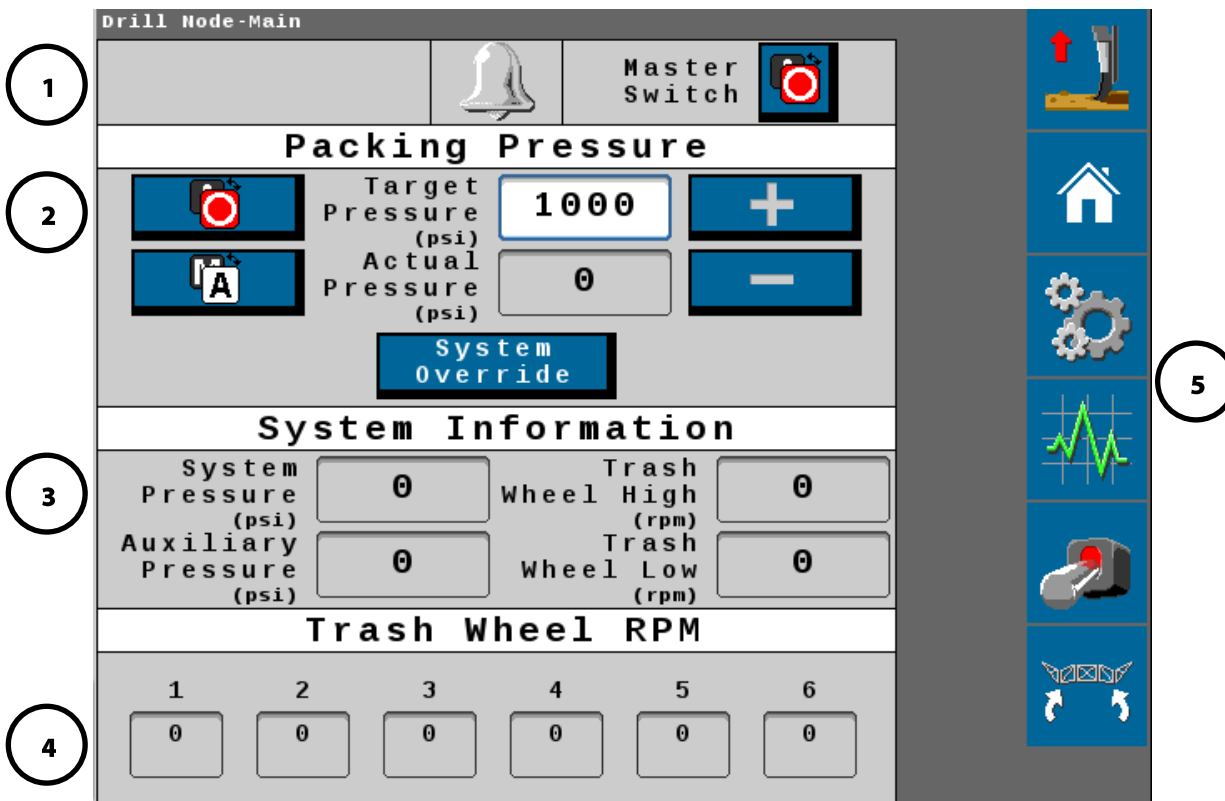 Drill Node-Main
1
Master
Switch
Packing Pressure
2
Target
Pressure
(psi)
1000
+
Actual
Pressure
(psi)
0
−
M
A
System
Override
System Information
3
System
Pressure
(psi)
0
Trash
Wheel High
(rpm)
0
Auxiliary
Pressure
(psi)
0
Trash
Wheel Low
(rpm)
0
5
Trash Wheel RPM
4
1 2 3 4 5 6
0 0 0 0 0 0